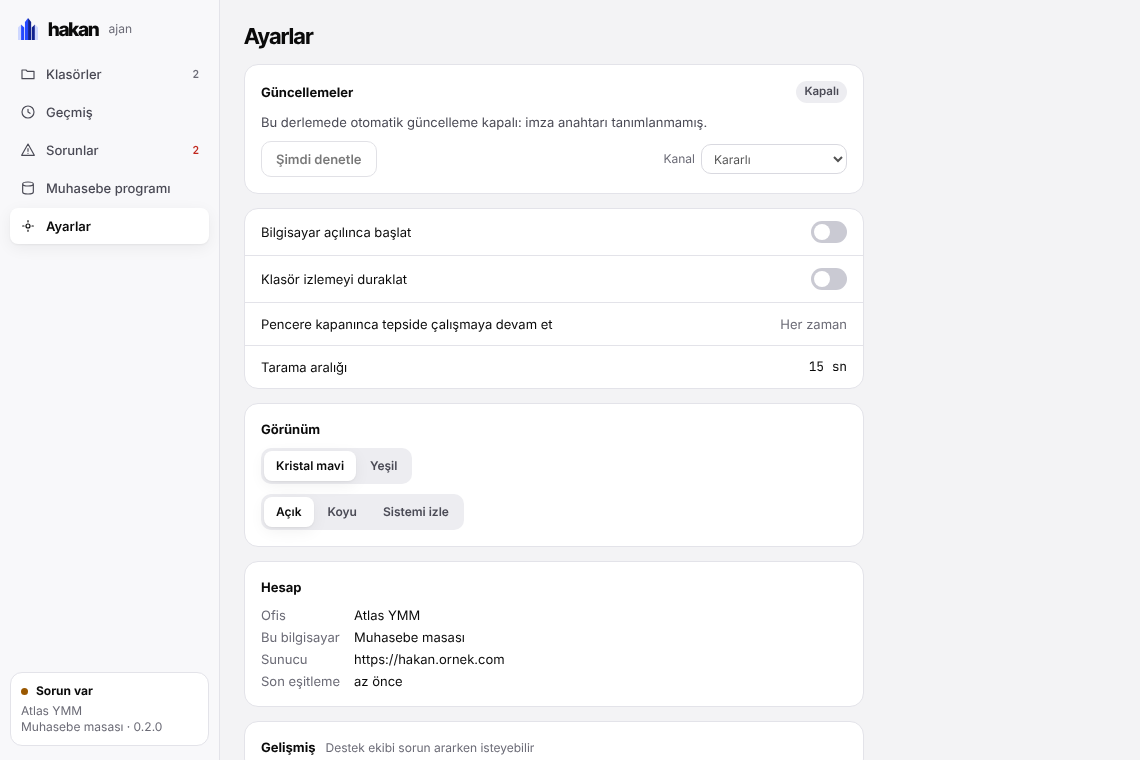 hakan ajan
Klasörler 2
Geçmiş
Sorunlar 2
Muhasebe programı
Ayarlar
Sorun var
Atlas YMM
Muhasebe masası · 0.2.0
Ayarlar
Güncellemeler Kapalı
Bu derlemede otomatik güncelleme kapalı: imza anahtarı tanımlanmamış.
Şimdi denetle Kanal Kararlı
Bilgisayar açılınca başlat
Klasör izlemeyi duraklat
Pencere kapanınca tepside çalışmaya devam et Her zaman
Tarama aralığı 15 sn
Görünüm
Kristal mavi Yeşil
Açık Koyu Sistemi izle
Hesap
Ofis Atlas YMM
Bu bilgisayar Muhasebe masası
Sunucu https://hakan.ornek.com
Son eşitleme az önce
Gelişmiş Destek ekibi sorun ararken isteyebilir